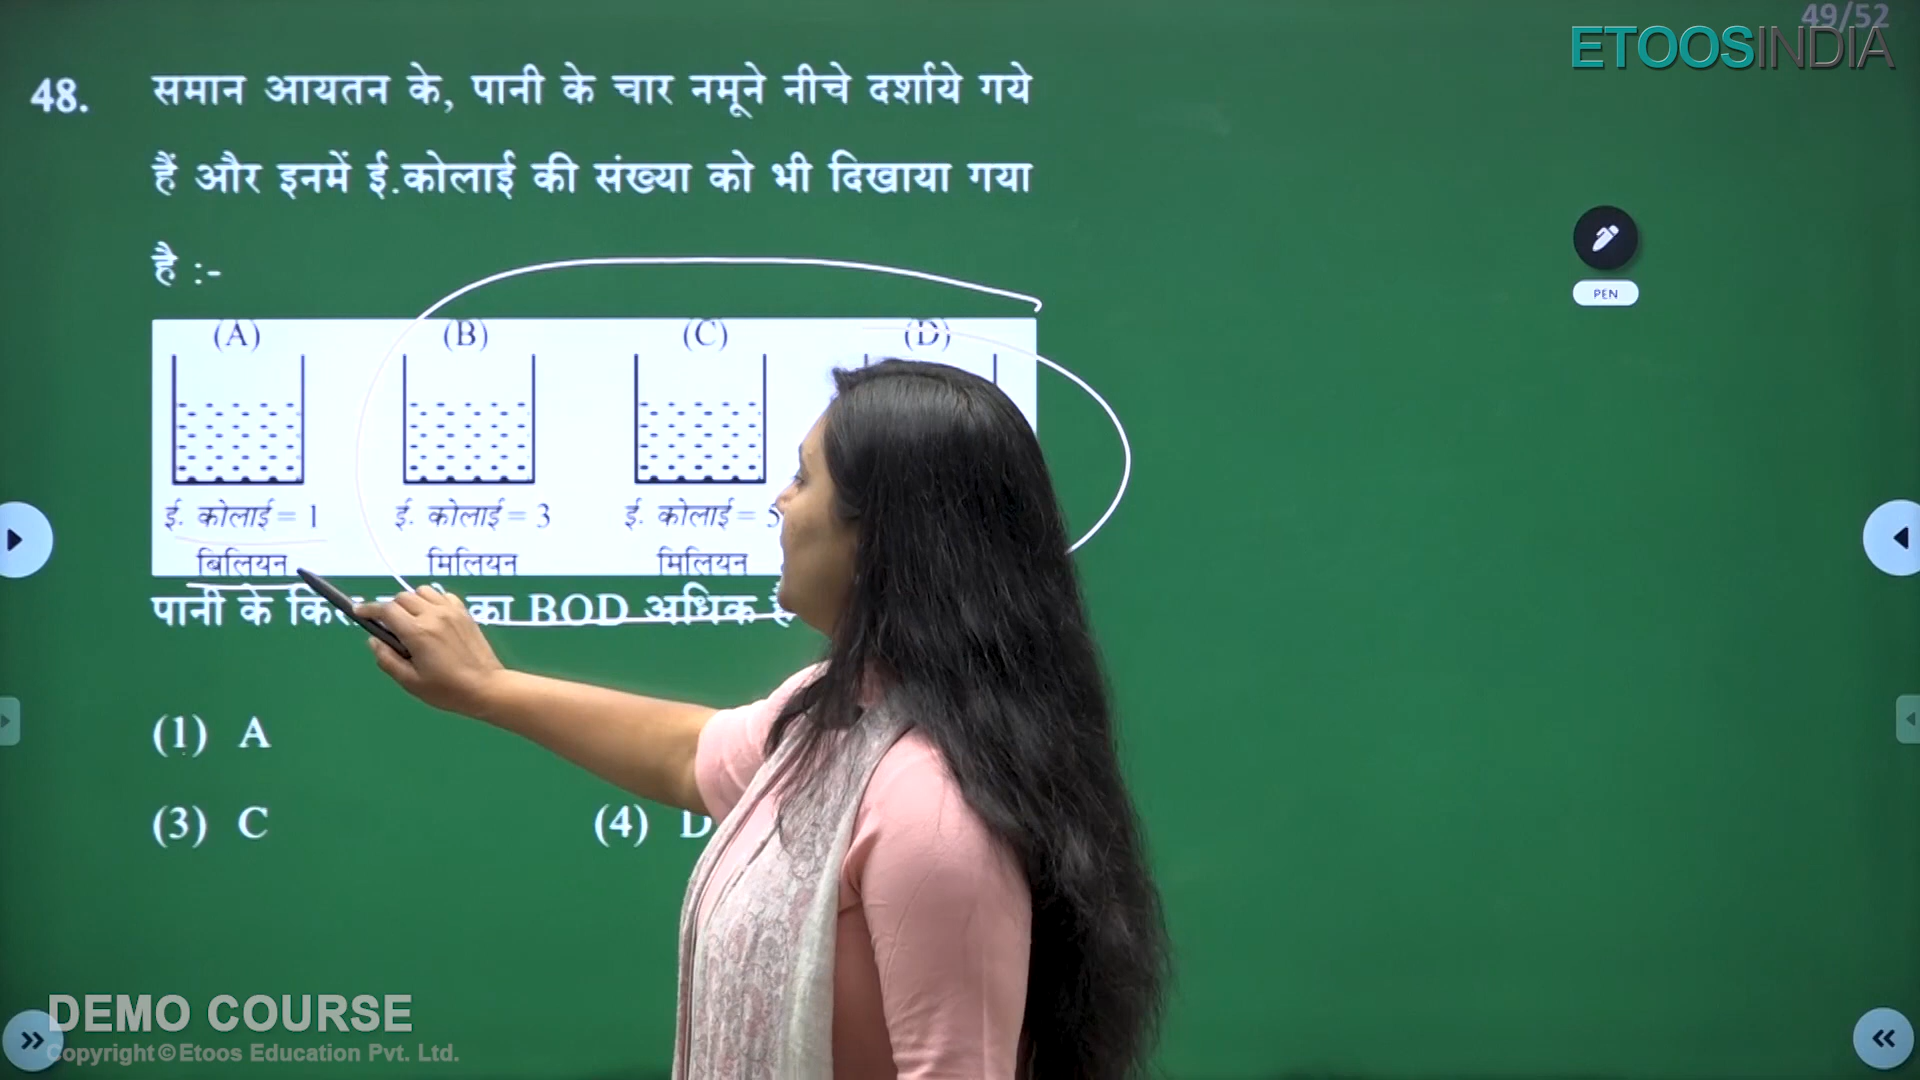 49/52
ETOOSINDIA
48. समान आयतन के, पानी के चार नमूने नीचे दर्शाये गये
हैं और इनमें ई.कोलाई की संख्या को भी दिखाया गया
है :-
PEN
(A) (B) (C) (D)
ई. कोलाई = 1 ई. कोलाई = 3 ई. कोलाई = 5
बिलियन मिलियन मिलियन
पानी के का BOD अधिक
(1) A
(3) C (4) D
DEMO COURSE
Copyright © Etoos Education Pvt. Ltd.